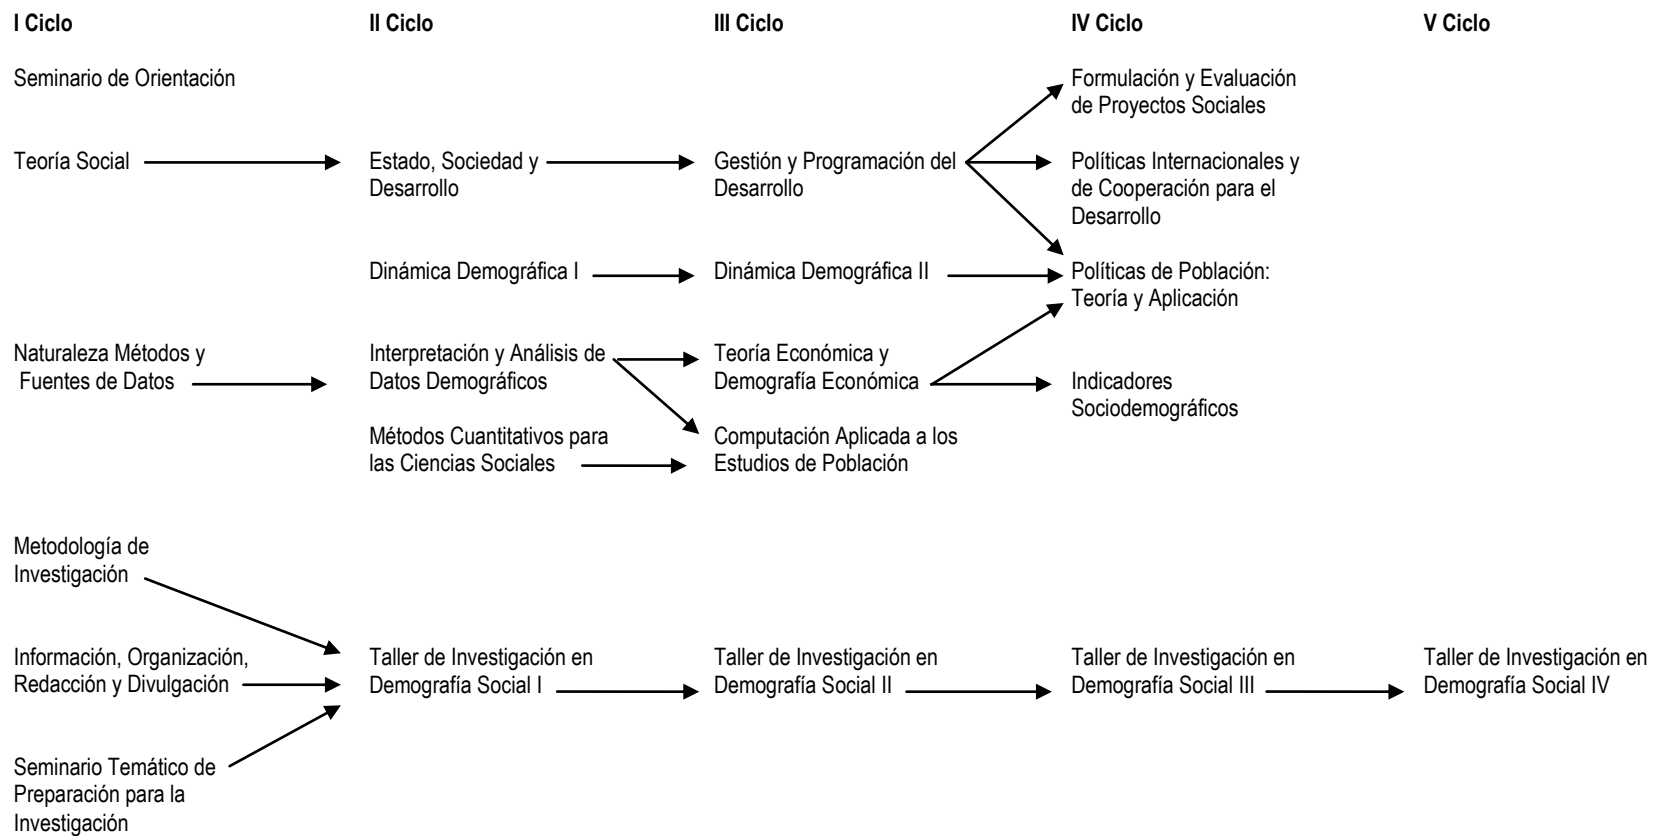 I Ciclo
II Ciclo
III Ciclo
IV Ciclo
V Ciclo
Seminario de Orientación
Formulación y Evaluación
de Proyectos Sociales
Teoría Social
Estado, Sociedad y
Desarrollo
Gestión y Programación del
Desarrollo
Políticas Internacionales y
de Cooperación para el
Desarrollo
Dinámica Demográfica I
Dinámica Demográfica II
Políticas de Población:
Teoría y Aplicación
Naturaleza Métodos y
Fuentes de Datos
Interpretación y Análisis de
Datos Demográficos
Teoría Económica y
Demografía Económica
Indicadores
Sociodemográficos
Métodos Cuantitativos para
las Ciencias Sociales
Computación Aplicada a los
Estudios de Población
Metodología de
Investigación
Información, Organización,
Redacción y Divulgación
Taller de Investigación en
Demografía Social I
Taller de Investigación en
Demografía Social II
Taller de Investigación en
Demografía Social III
Taller de Investigación en
Demografía Social IV
Seminario Temático de
Preparación para la
Investigación